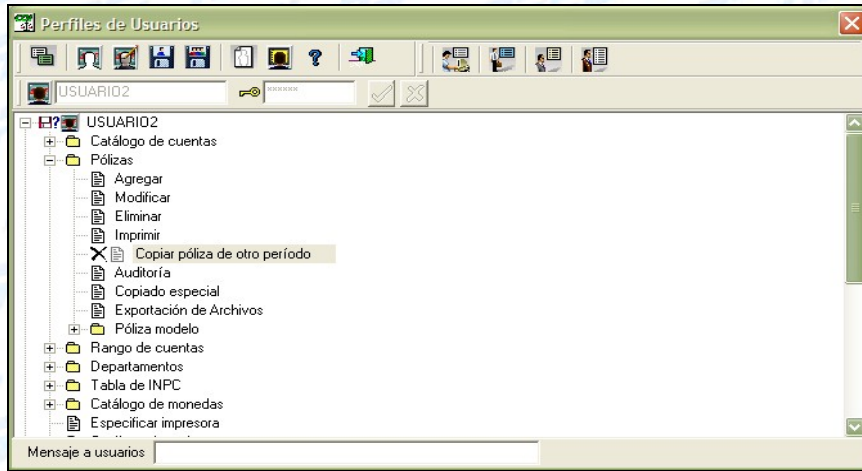 Perfiles de Usuarios
USUARIO2 ******
USUARIO2
Catálogo de cuentas
Pólizas
Agregar
Modificar
Eliminar
Imprimir
Copiar póliza de otro período
Auditoría
Copiado especial
Exportación de Archivos
Póliza modelo
Rango de cuentas
Departamentos
Tabla de INPC
Catálogo de monedas
Especificar impresora
Mensaje a usuarios